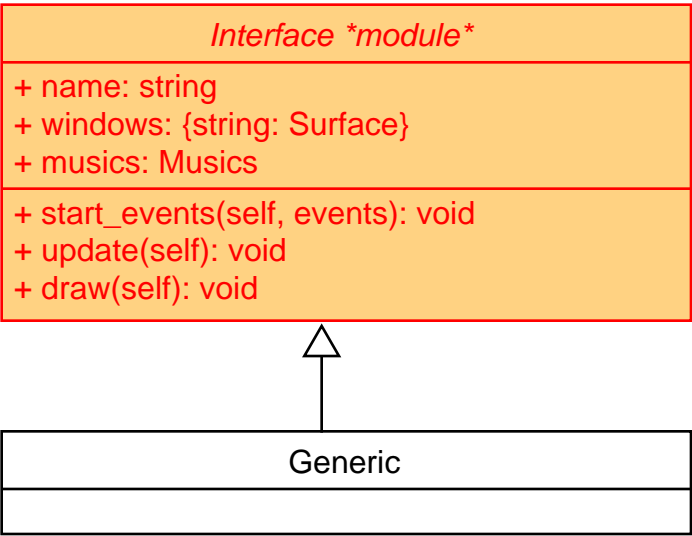 Interface *module*
+ name: string
+ windows: {string: Surface}
+ musics: Musics
+ start_events(self, events): void
+ update(self): void
+ draw(self): void
Generic